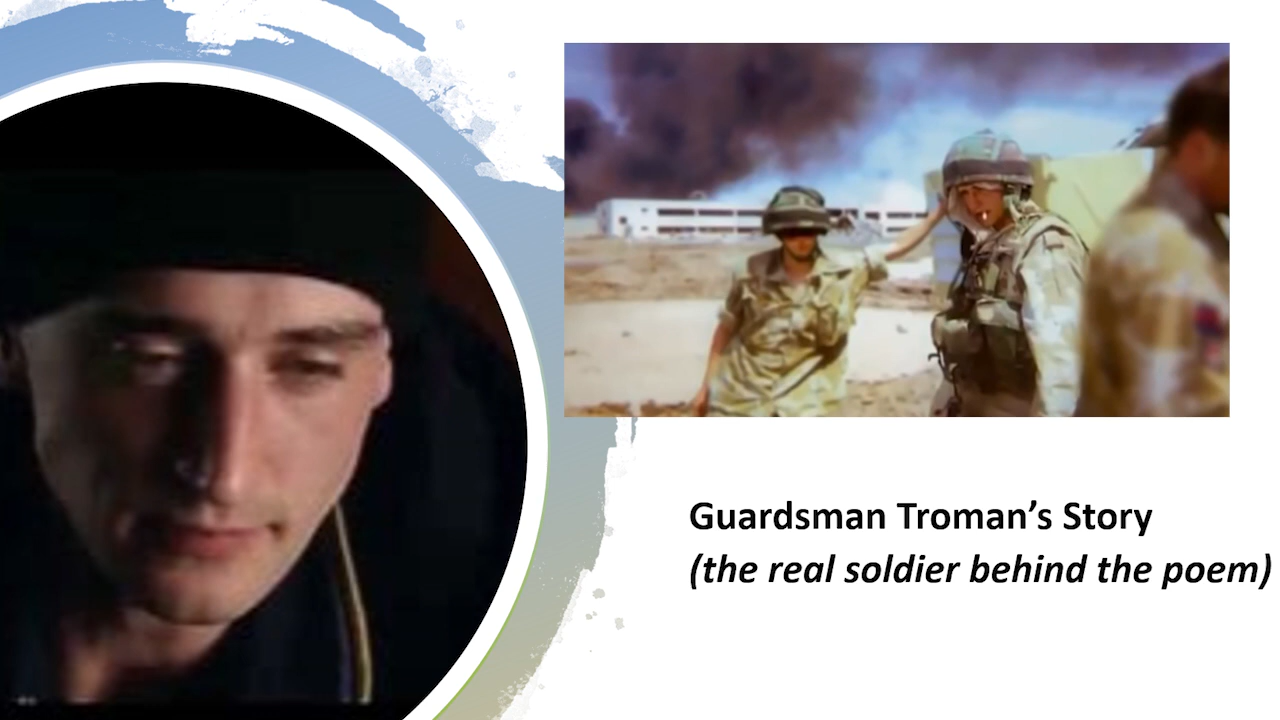 Guardsman Troman’s Story
(the real soldier behind the poem)